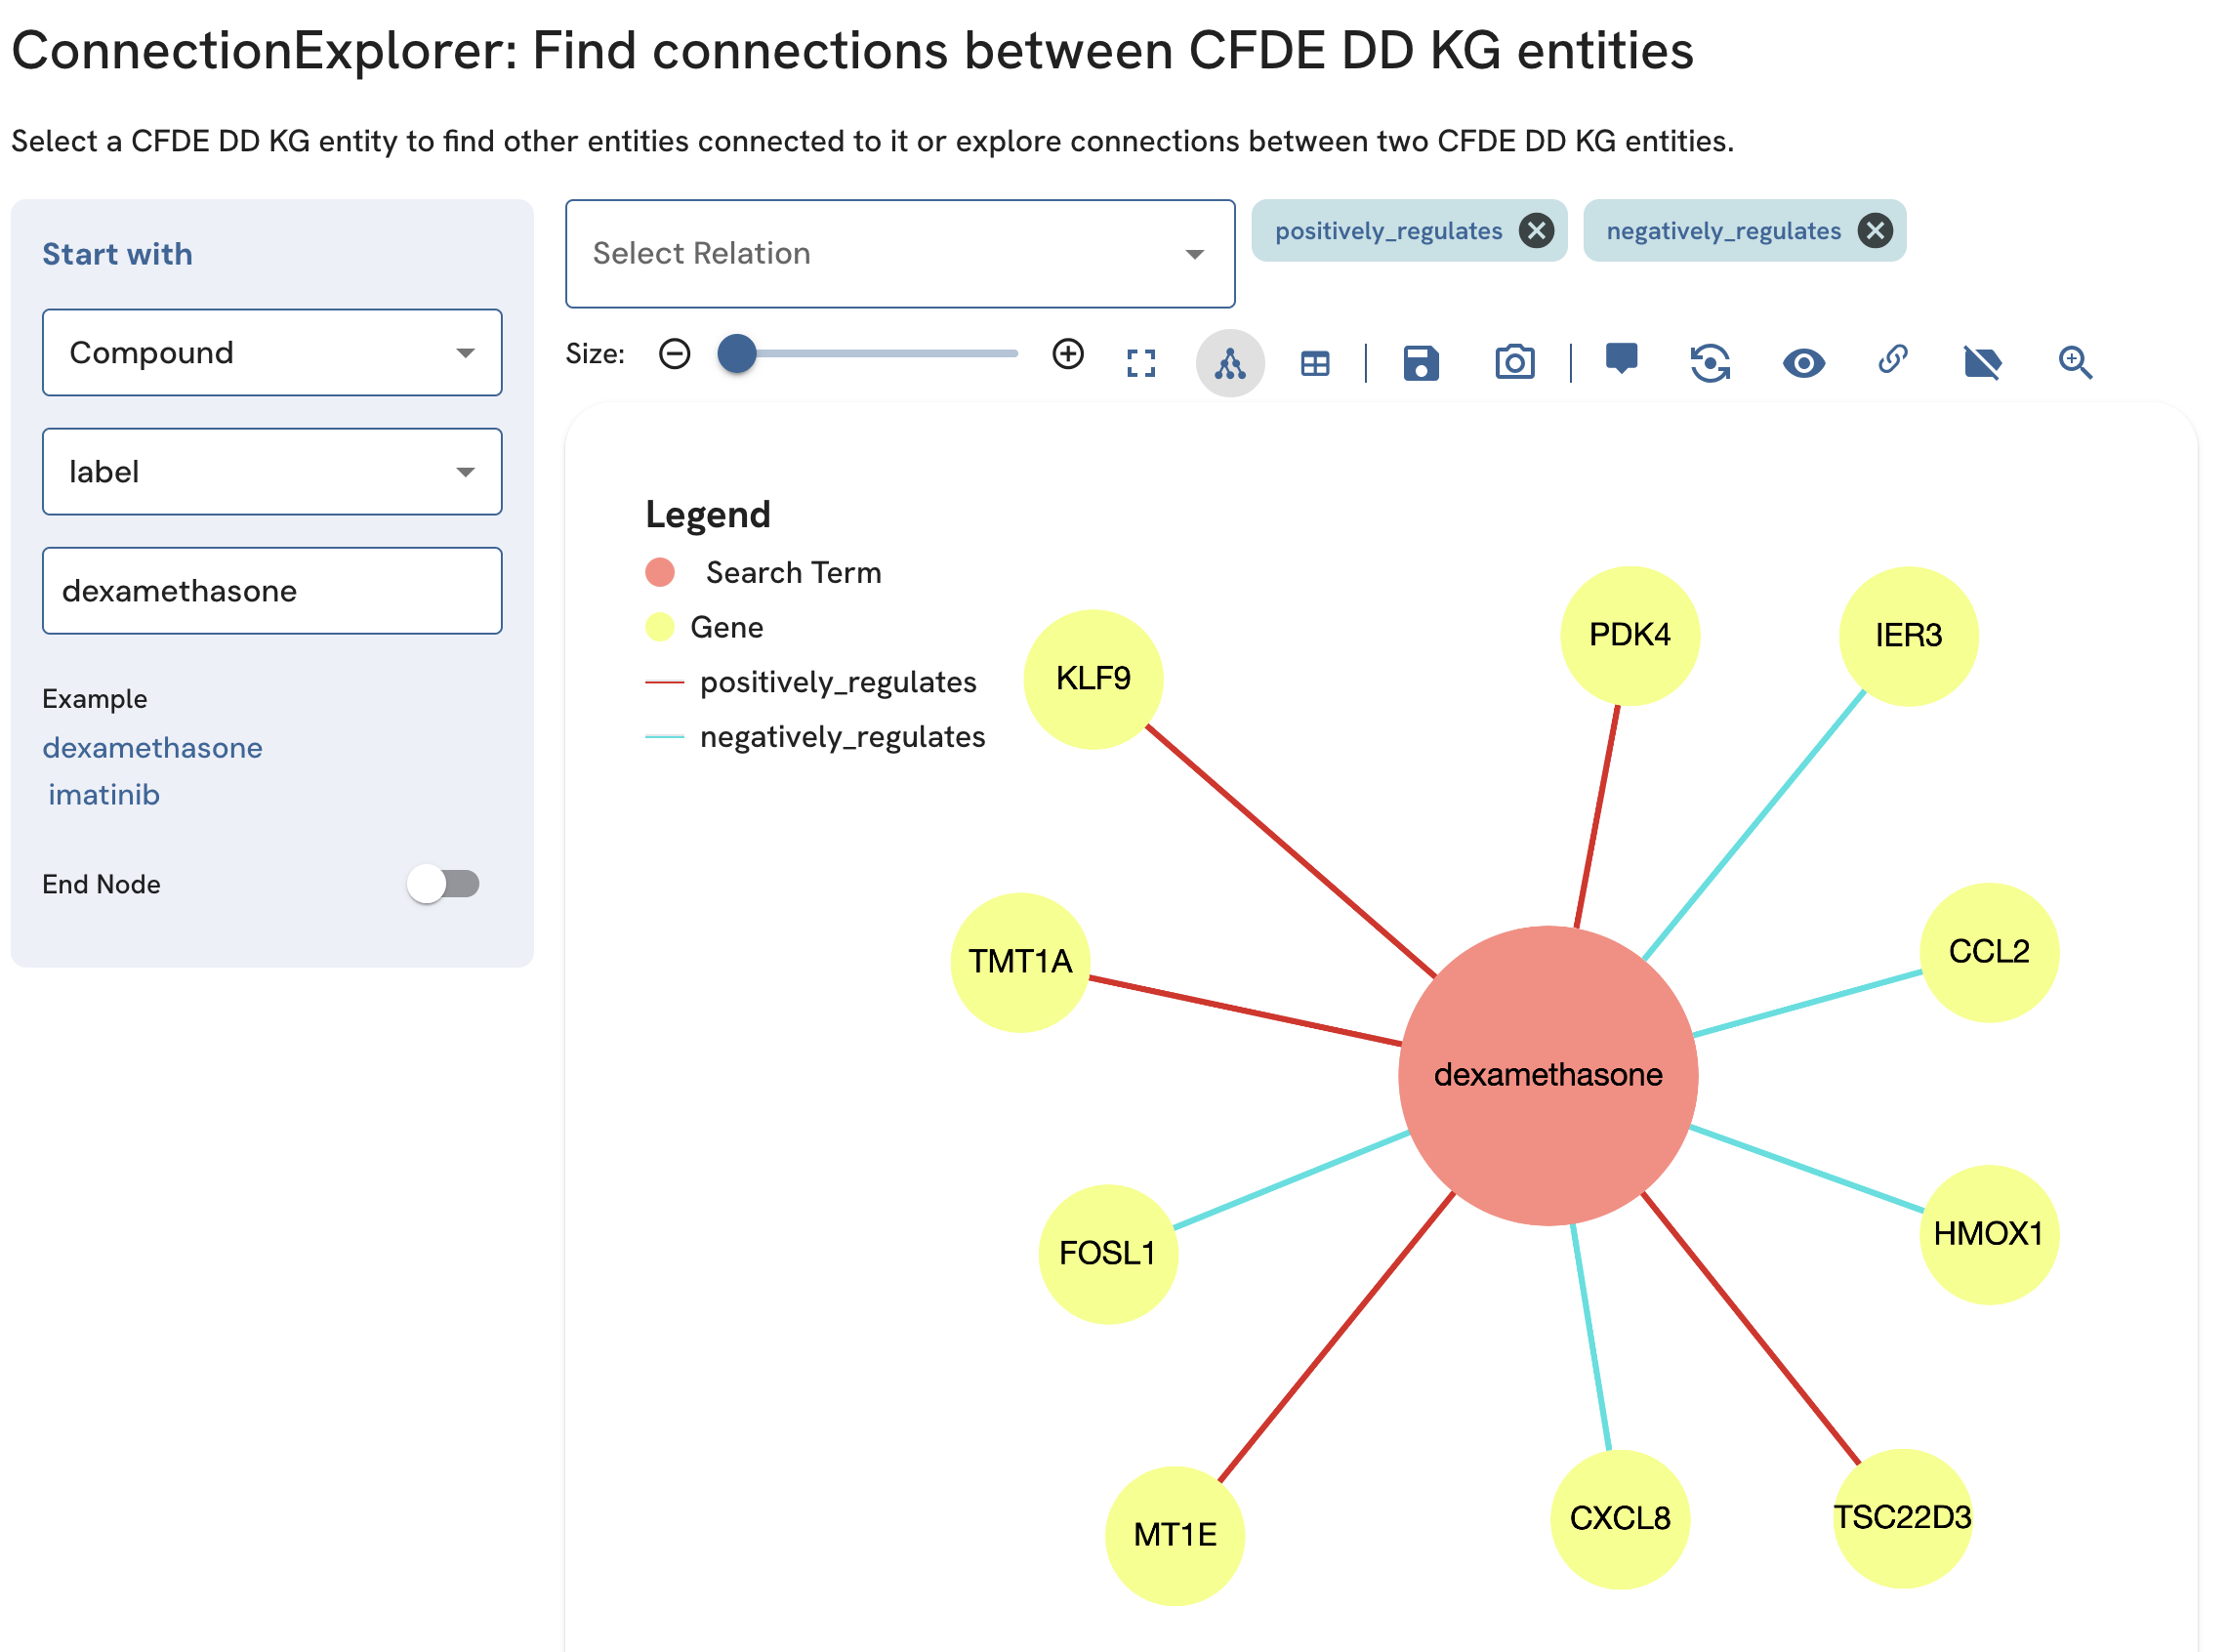 ConnectionExplorer: Find connections between CFDE DD KG entities
Select a CFDE DD KG entity to find other entities connected to it or explore connections between two CFDE DD KG entities.
Start with
Compound
label
dexamethasone
Example
dexamethasone
imatinib
End Node
Select Relation
positively_regulates
negatively_regulates
Size:
Legend
Search Term
Gene
positively_regulates
negatively_regulates
KLF9
PDK4
IER3
TMT1A
CCL2
dexamethasone
FOSL1
HMOX1
MT1E
CXCL8
TSC22D3